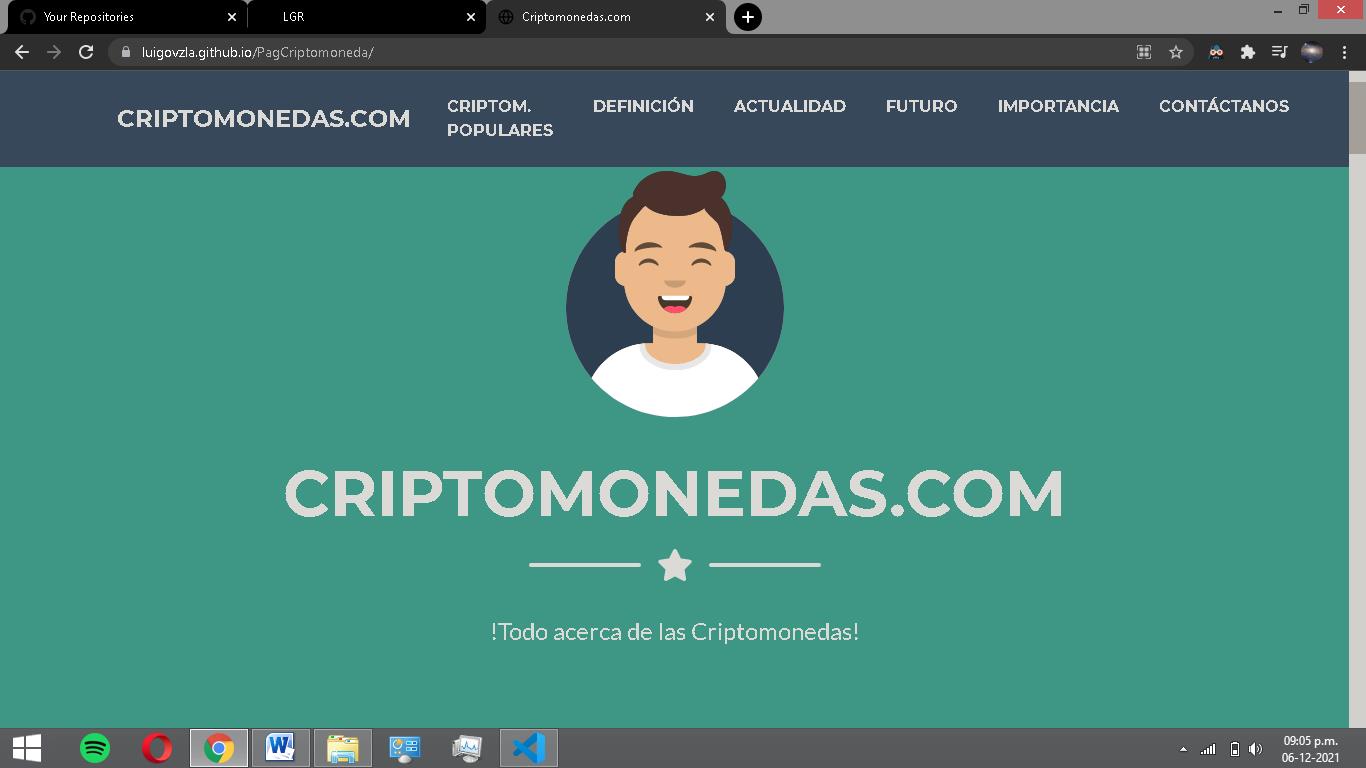 Your Repositories
LGR
Criptomonedas.com
luigovzla.github.io/PagCriptomoneda/
CRIPTOMONEDAS.COM
CRIPTOM.
POPULARES
DEFINICIÓN
ACTUALIDAD
FUTURO
IMPORTANCIA
CONTÁCTANOS
CRIPTOMONEDAS.COM
!Todo acerca de las Criptomonedas!
09:05 p.m.
06-12-2021